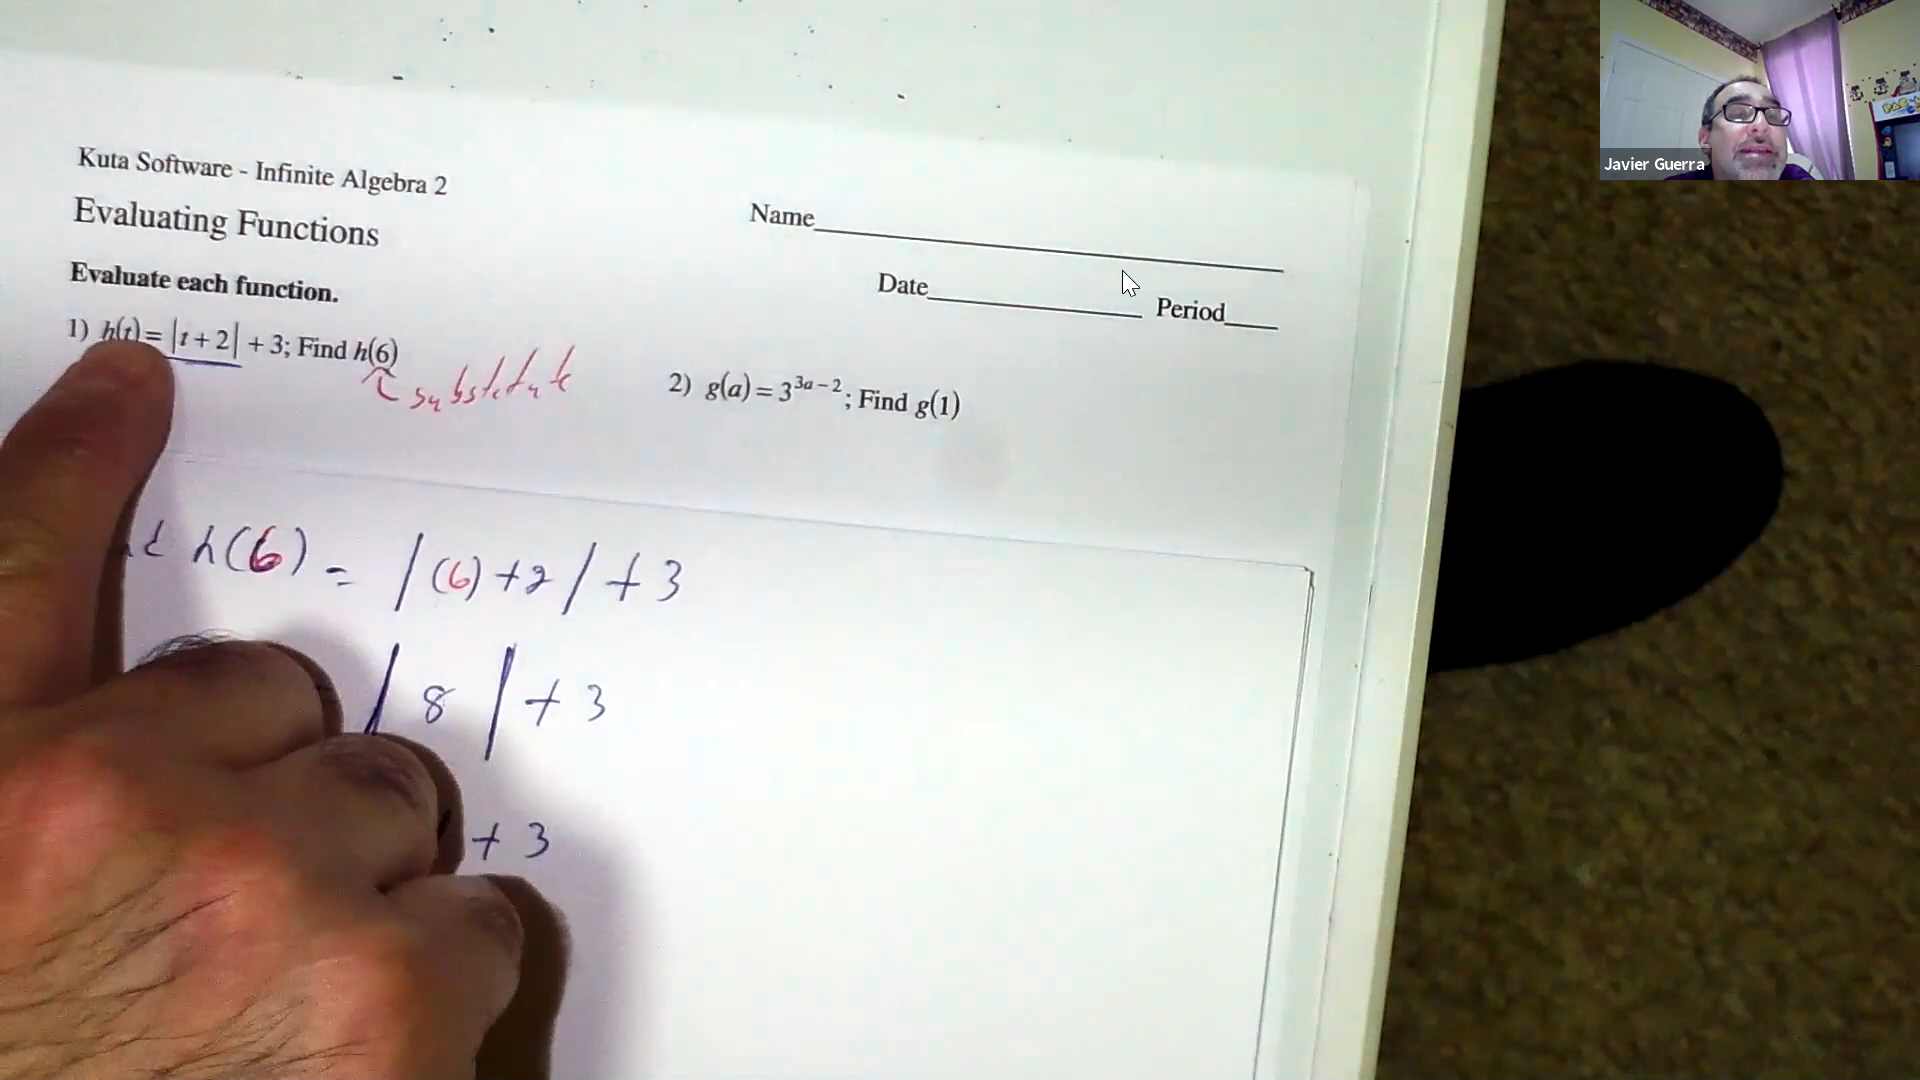 Kuta Software - Infinite Algebra 2
Evaluating Functions
Name
Date Period
Evaluate each function.
1) h(t) = |t + 2| + 3; Find h(6)
substitute
2) g(a) = 3^{3a − 2}; Find g(1)
h(6) = |(6) + 2| + 3
|8| + 3
+ 3
Javier Guerra